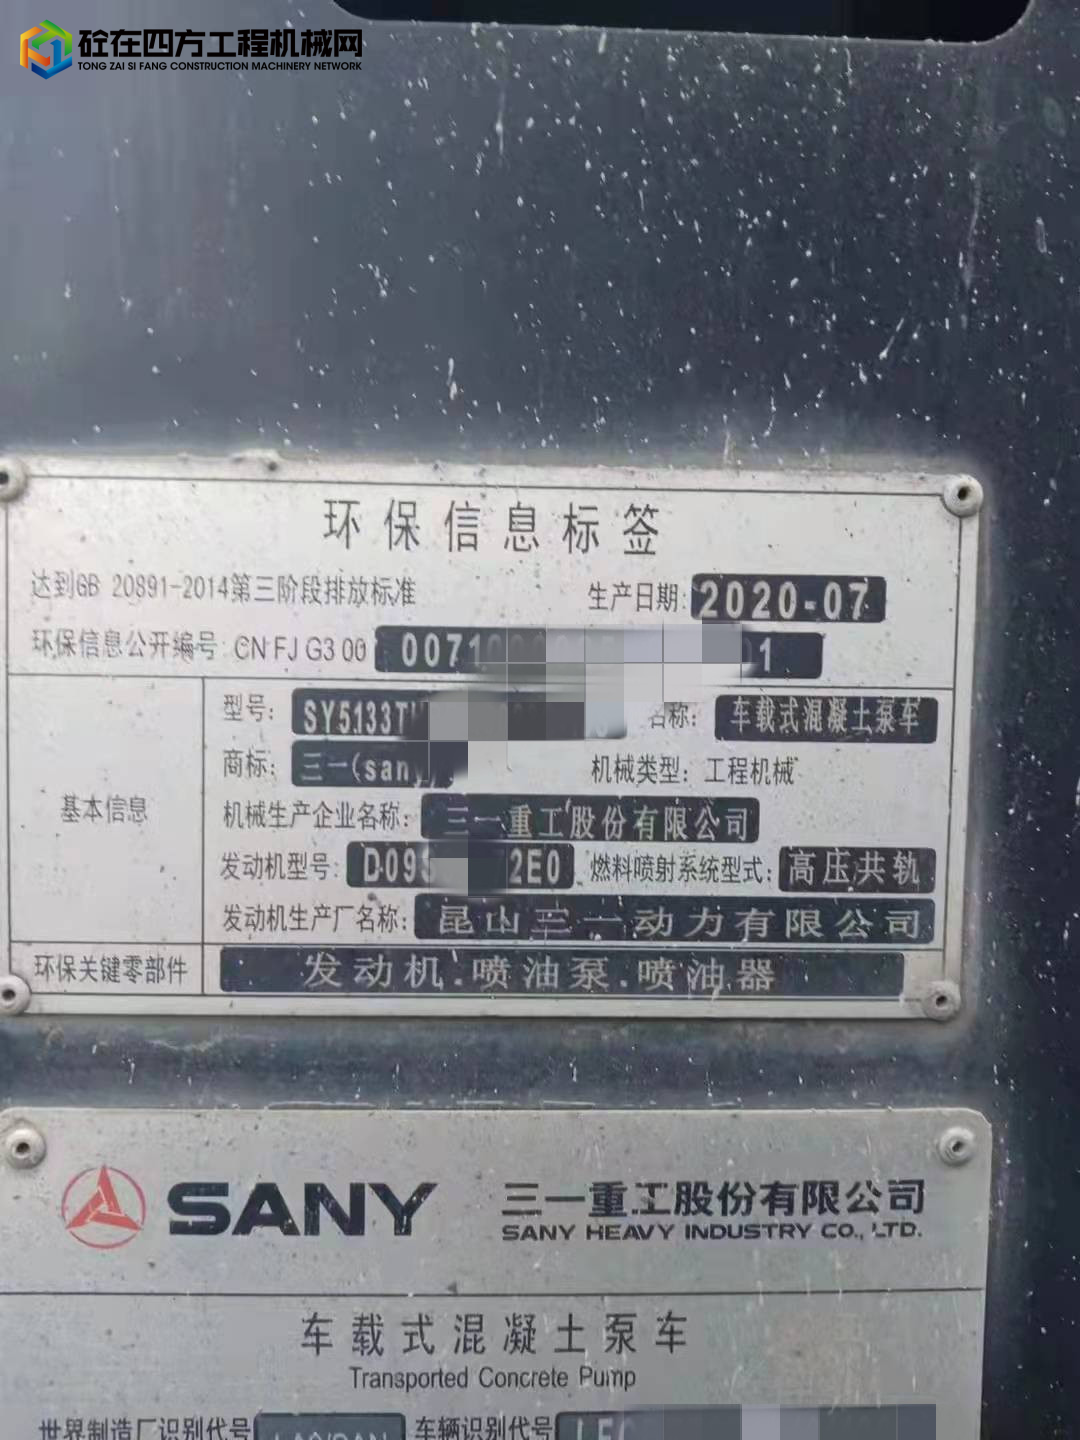 砼在四方工程机械网
TONG ZAI SI FANG CONSTRUCTION MACHINERY NETWORK
环保信息标签
达到GB 20891-2014第三阶段排放标准 生产日期: 2020-07
环保信息公开编号: CN FJ G3 00 0071 01
型号: SY5133T 名称: 车载式混凝土泵车
商标: 三一(san 机械类型: 工程机械
基本信息
机械生产企业名称: 三一重工股份有限公司
发动机型号: D09 2E0 燃料喷射系统型式: 高压共轨
发动机生产厂名称: 昆山三一动力有限公司
环保关键零部件 发动机.喷油泵.喷油器
SANY 三一重工股份有限公司
SANY HEAVY INDUSTRY CO., LTD.
车载式混凝土泵车
Transported Concrete Pump
世界制造厂识别代号 车辆识别代号